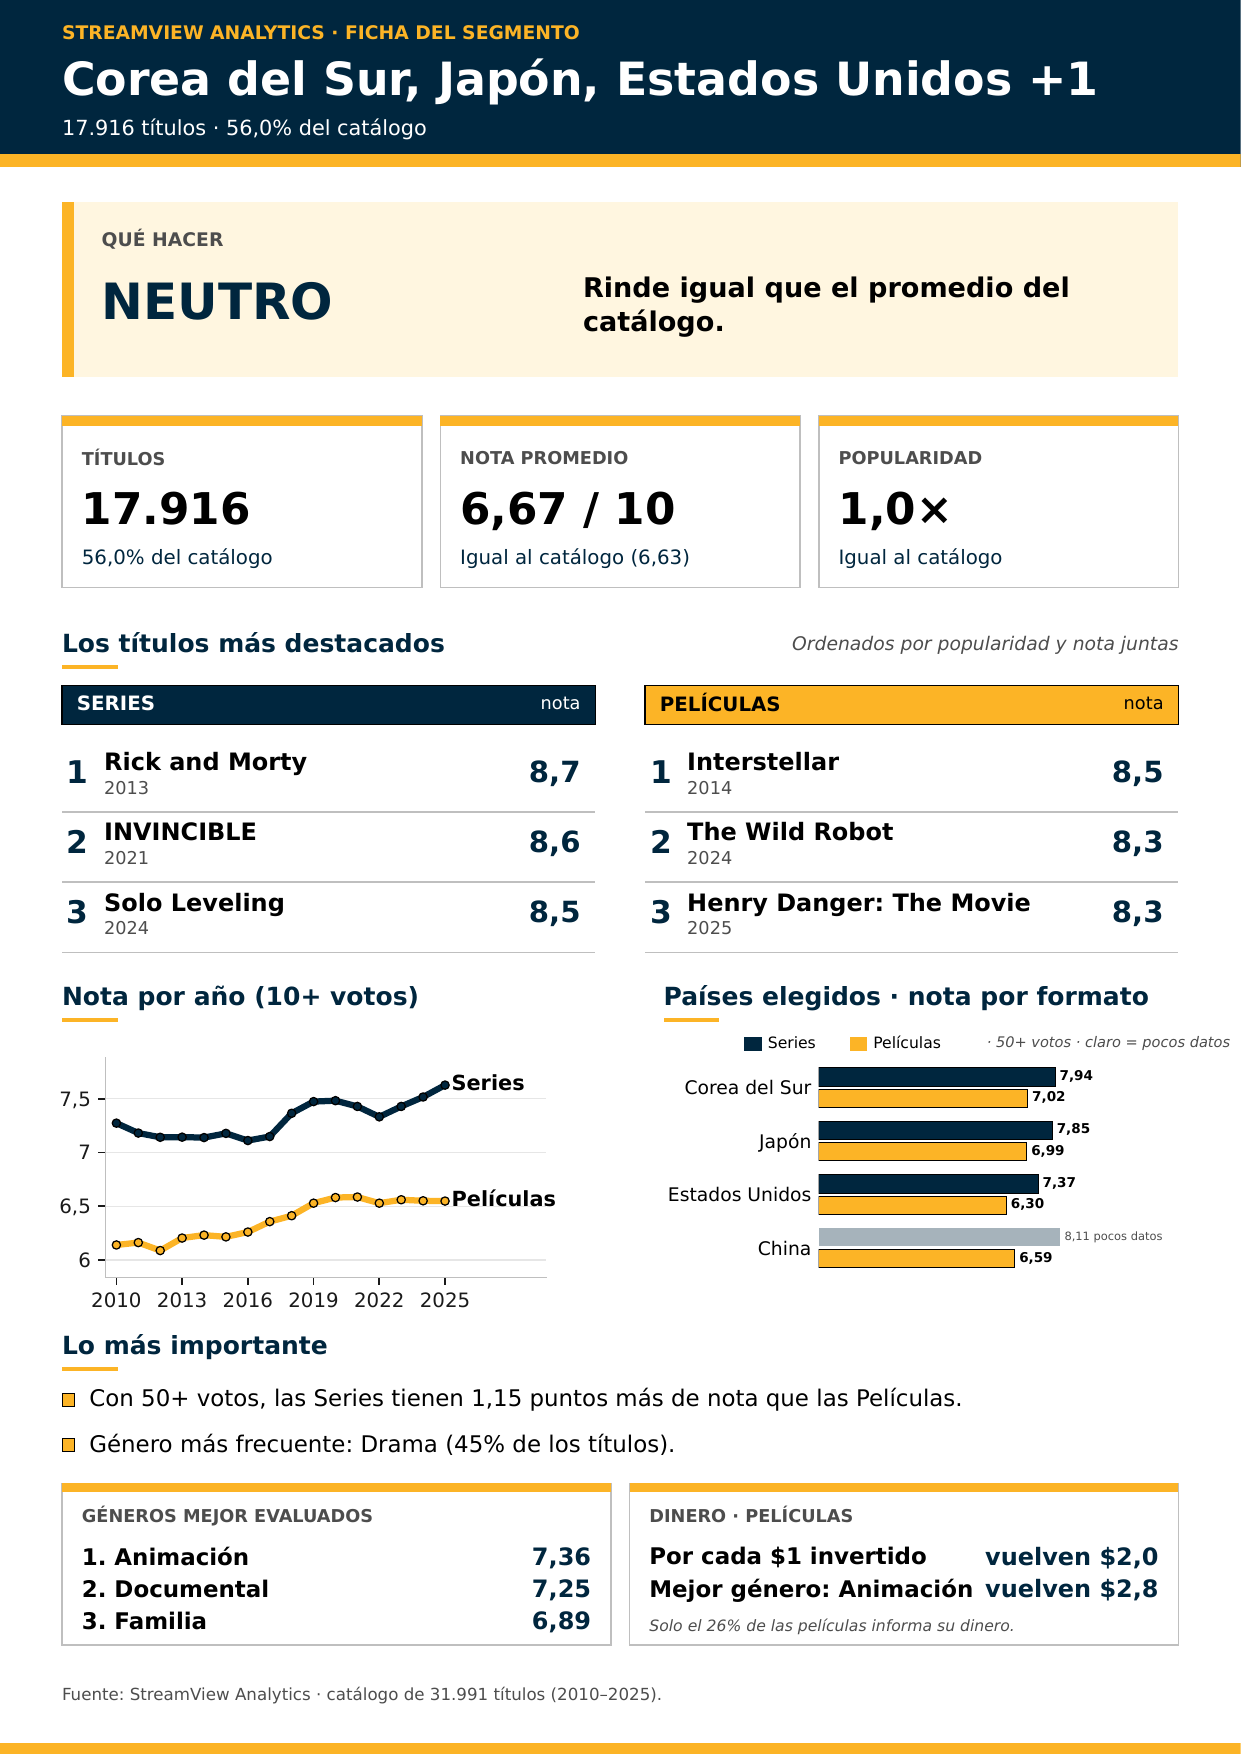 STREAMVIEW ANALYTICS · FICHA DEL SEGMENTO
Corea del Sur, Japón, Estados Unidos +1
17.916 títulos · 56,0% del catálogo
QUÉ HACER
NEUTRO
Rinde igual que el promedio del
catálogo.
TÍTULOS
17.916
56,0% del catálogo
NOTA PROMEDIO
6,67 / 10
Igual al catálogo (6,63)
POPULARIDAD
1,0×
Igual al catálogo
Los títulos más destacados
Ordenados por popularidad y nota juntas
SERIES nota
1 Rick and Morty 8,7
2013
2 INVINCIBLE 8,6
2021
3 Solo Leveling 8,5
2024
PELÍCULAS nota
1 Interstellar 8,5
2014
2 The Wild Robot 8,3
2024
3 Henry Danger: The Movie 8,3
2025
Nota por año (10+ votos)
7,5
7
6,5
6
Series
Películas
2010 2013 2016 2019 2022 2025
Países elegidos · nota por formato
Series Películas · 50+ votos · claro = pocos datos
Corea del Sur 7,94
7,02
Japón 7,85
6,99
Estados Unidos 7,37
6,30
China 8,11 pocos datos
6,59
Lo más importante
Con 50+ votos, las Series tienen 1,15 puntos más de nota que las Películas.
Género más frecuente: Drama (45% de los títulos).
GÉNEROS MEJOR EVALUADOS
1. Animación 7,36
2. Documental 7,25
3. Familia 6,89
DINERO · PELÍCULAS
Por cada $1 invertido vuelven $2,0
Mejor género: Animación vuelven $2,8
Solo el 26% de las películas informa su dinero.
Fuente: StreamView Analytics · catálogo de 31.991 títulos (2010–2025).